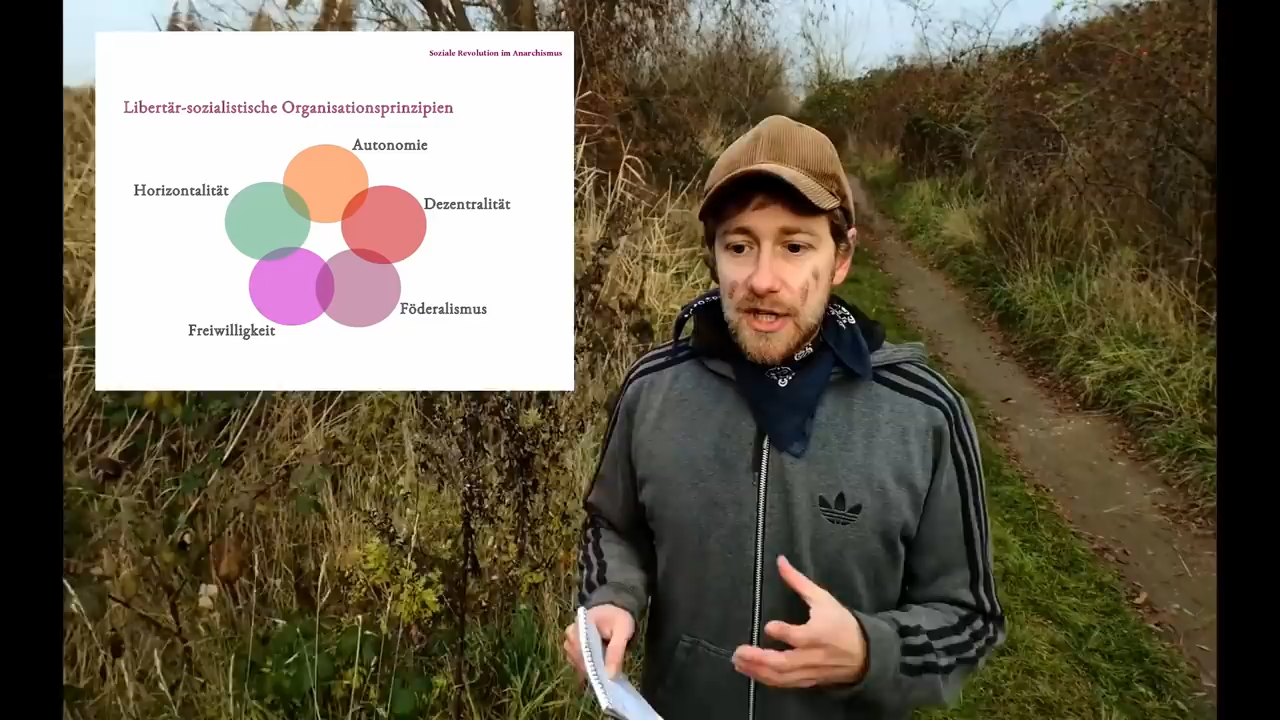 Soziale Revolution im Anarchismus
Libertär-sozialistische Organisationsprinzipien
Autonomie
Horizontalität
Dezentralität
Föderalismus
Freiwilligkeit